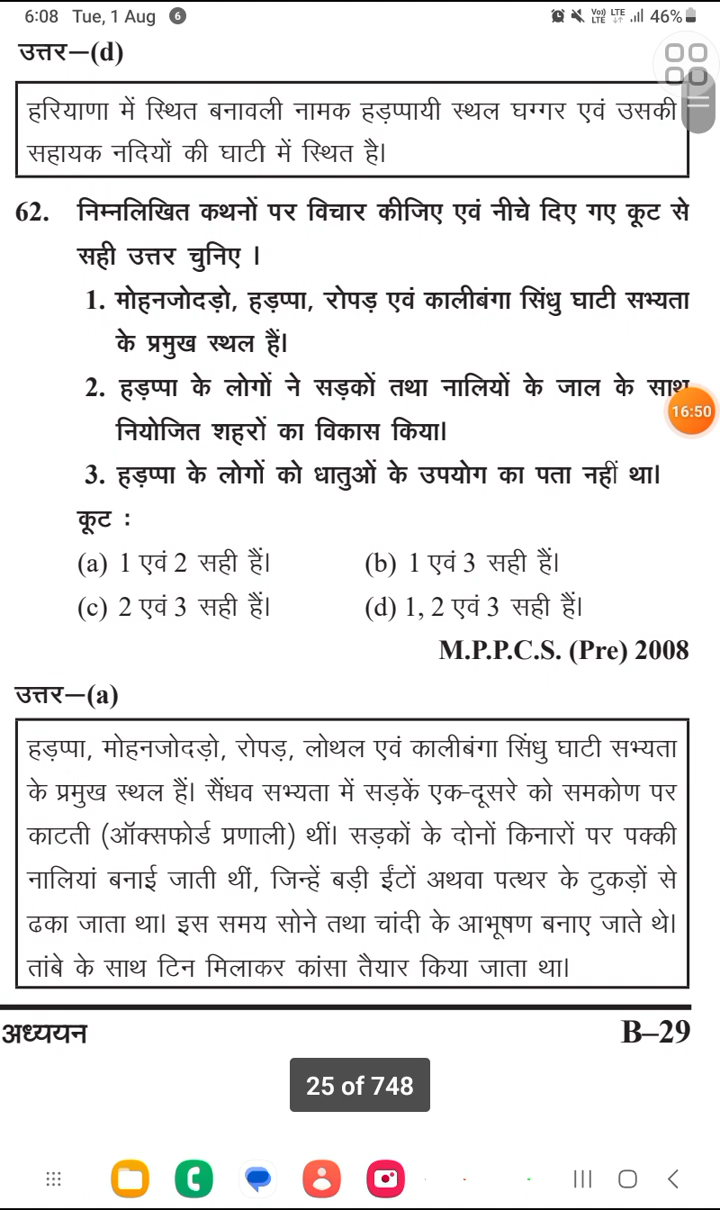 6:08 Tue, 1 Aug 6 Vo) LTE LTE 46%
उत्तर—(d)
हरियाणा में स्थित बनावली नामक हड़प्पायी स्थल घग्गर एवं उसकी
सहायक नदियों की घाटी में स्थित है।
62. निम्नलिखित कथनों पर विचार कीजिए एवं नीचे दिए गए कूट से
सही उत्तर चुनिए ।
1. मोहनजोदड़ो, हड़प्पा, रोपड़ एवं कालीबंगा सिंधु घाटी सभ्यता
के प्रमुख स्थल हैं।
2. हड़प्पा के लोगों ने सड़कों तथा नालियों के जाल के साथ
16:50
नियोजित शहरों का विकास किया।
3. हड़प्पा के लोगों को धातुओं के उपयोग का पता नहीं था।
कूट :
(a) 1 एवं 2 सही हैं। (b) 1 एवं 3 सही हैं।
(c) 2 एवं 3 सही हैं। (d) 1, 2 एवं 3 सही हैं।
M.P.P.C.S. (Pre) 2008
उत्तर—(a)
हड़प्पा, मोहनजोदड़ो, रोपड़, लोथल एवं कालीबंगा सिंधु घाटी सभ्यता
के प्रमुख स्थल हैं। सैंधव सभ्यता में सड़कें एक-दूसरे को समकोण पर
काटती (ऑक्सफोर्ड प्रणाली) थीं। सड़कों के दोनों किनारों पर पक्की
नालियां बनाई जाती थीं, जिन्हें बड़ी ईंटों अथवा पत्थर के टुकड़ों से
ढका जाता था। इस समय सोने तथा चांदी के आभूषण बनाए जाते थे।
तांबे के साथ टिन मिलाकर कांसा तैयार किया जाता था।
अध्ययन B–29
25 of 748